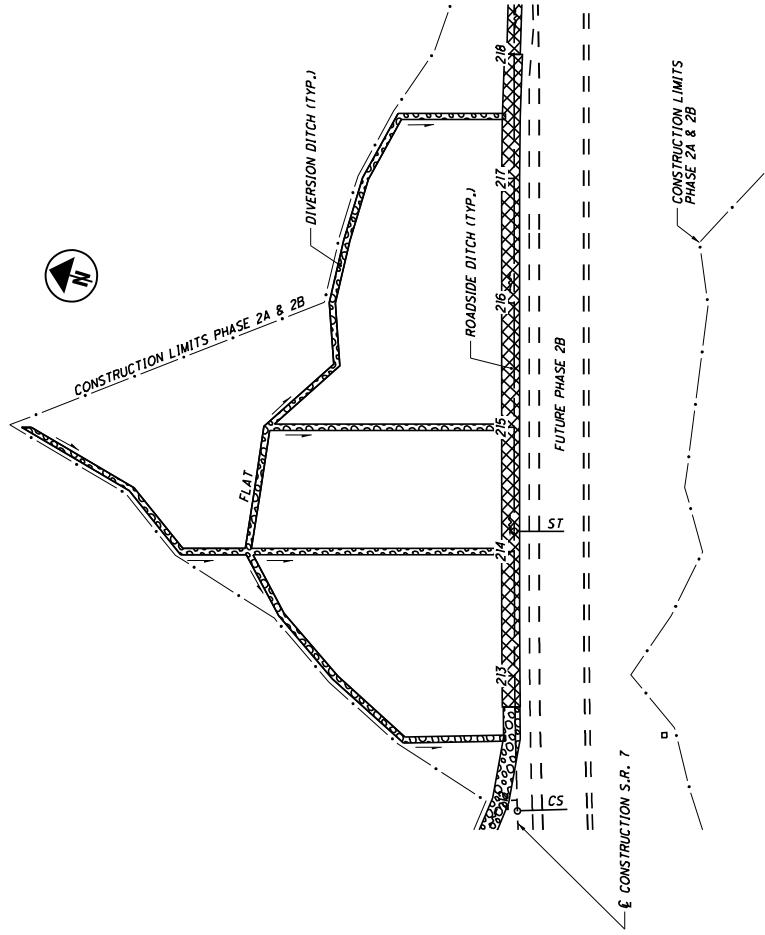 218
DIVERSION DITCH (TYP.)
CONSTRUCTION LIMITS
PHASE 2A & 2B
217
N
ROADSIDE DITCH (TYP.)
216
CONSTRUCTION LIMITS PHASE 2A & 2B
FUTURE PHASE 2B
215
FLAT
ST
214
213
CS
℄ CONSTRUCTION S.R. 7